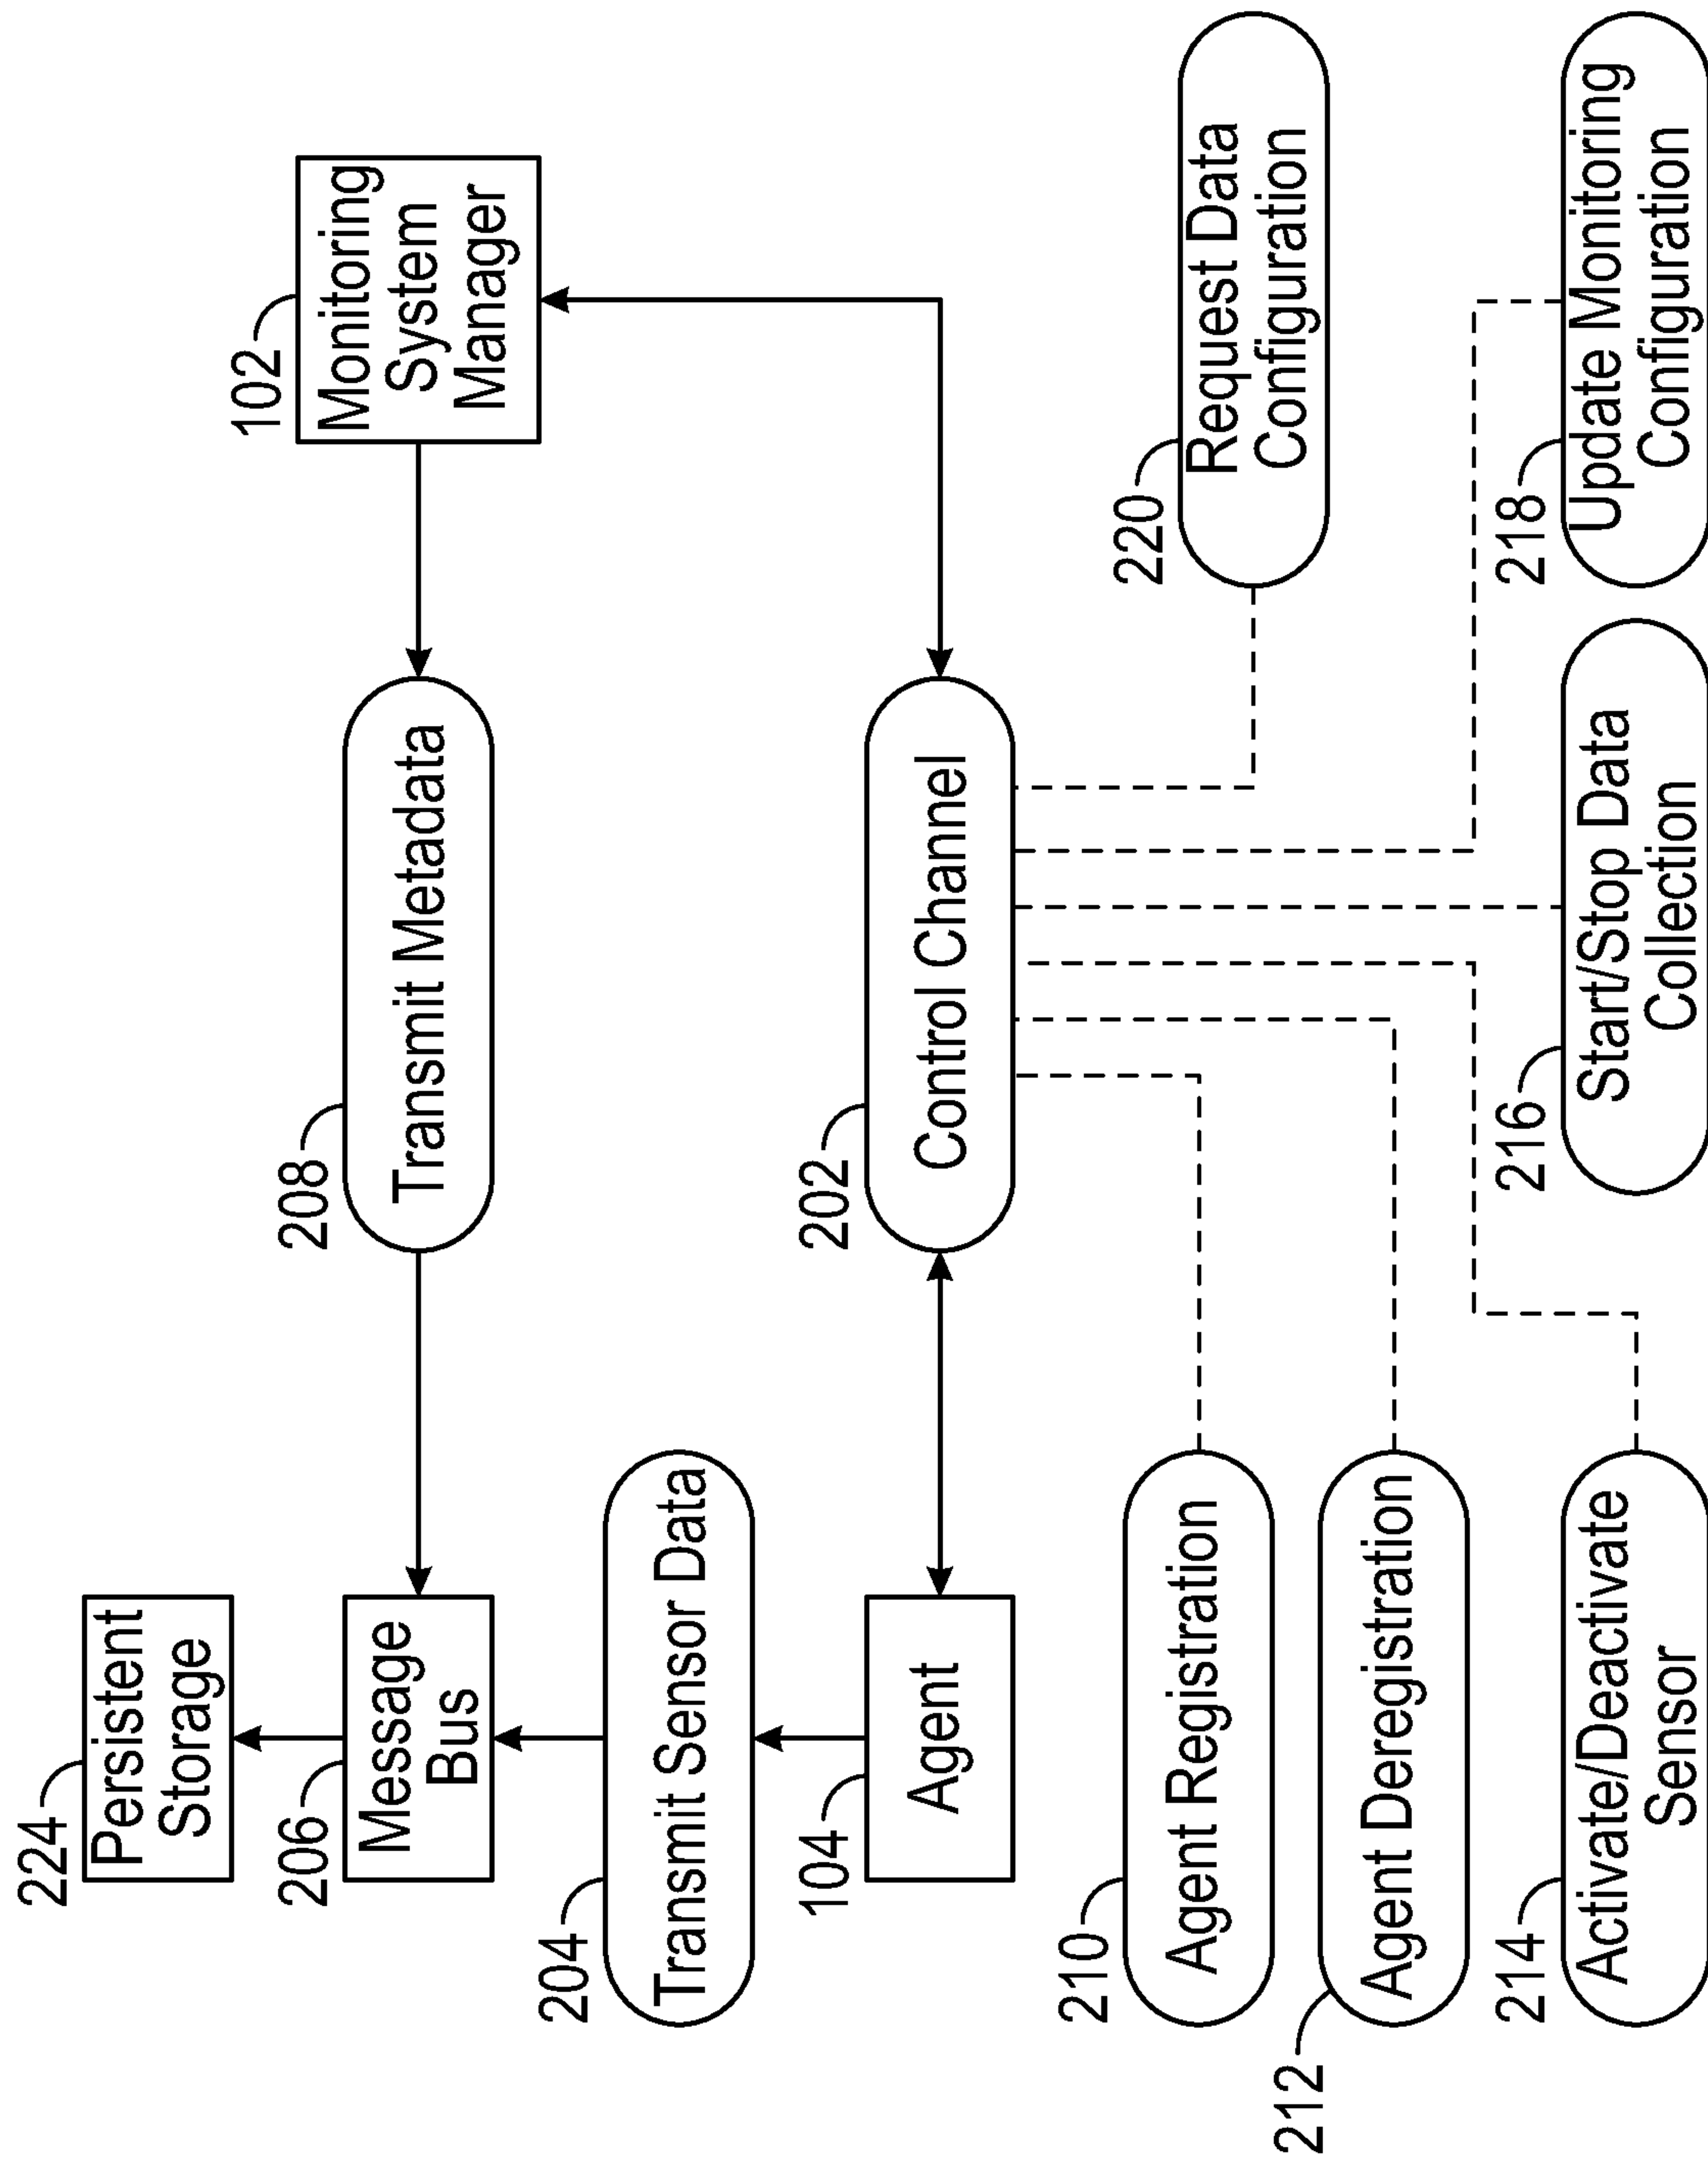 224
Persistent
Storage
206
Message
Bus
208
Transmit Metadata
102
Monitoring
System
Manager
204
Transmit Sensor Data
104
Agent
202
Control Channel
210
Agent Registration
220
Request Data
Configuration
212
Agent Deregistration
214
Activate/Deactivate
Sensor
216
Start/Stop Data
Collection
218
Update Monitoring
Configuration